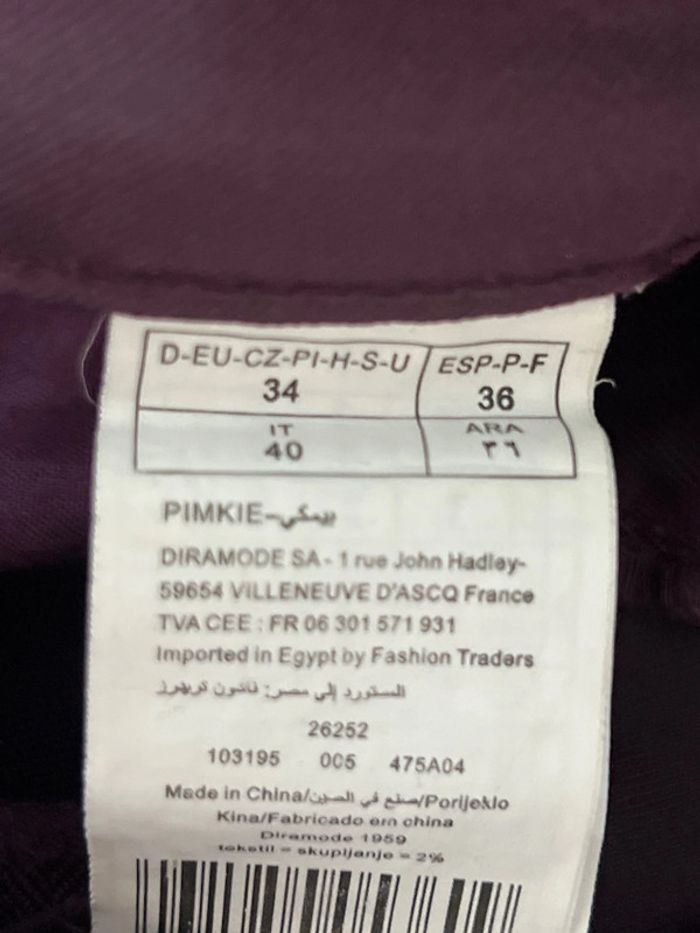 D-EU-CZ-PI-H-S-U
34
ESP-P-F
36
IT
40
ARA
٣٦
PIMKIE-بيمكي
DIRAMODE SA - 1 rue John Hadley-
59654 VILLENEUVE D'ASCQ France
TVA CEE : FR 06 301 571 931
Imported in Egypt by Fashion Traders
المستورد إلى مصر: فاشون تريدرز
26252
103195 005 475A04
Made in China/صنع في الصين/Porijeklo
Kina/Fabricado em china
Diramode 1959
tekstil = skupljanje = 2%